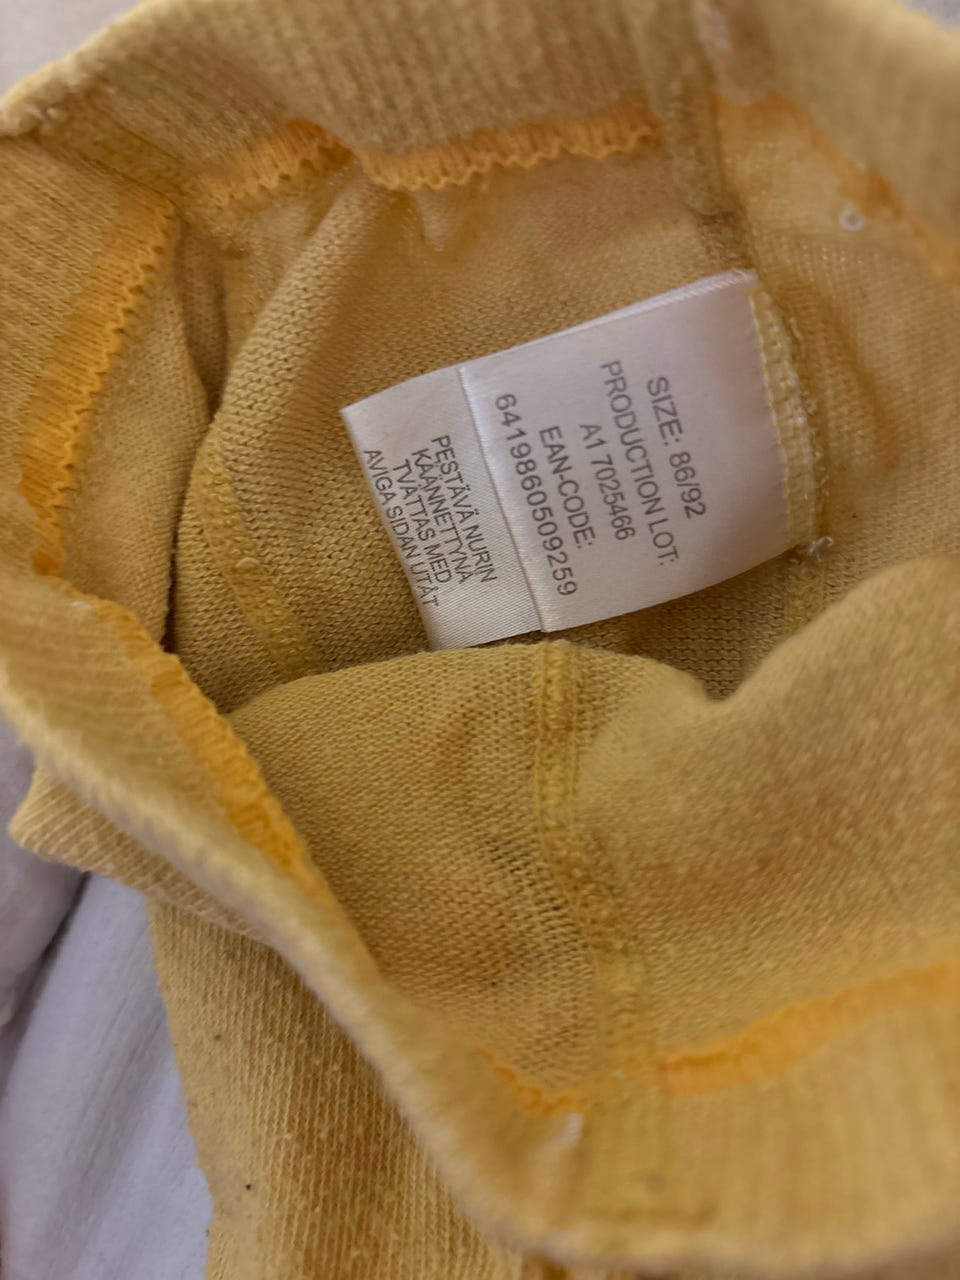 SIZE: 86/92
PRODUCTION LOT:
A1 7025466
EAN-CODE:
6419860509259
PESTÄVÄ NURIN
KÄÄNNETTYNÄ
TVÄTTAS MED
AVIGA SIDAN UTÅT